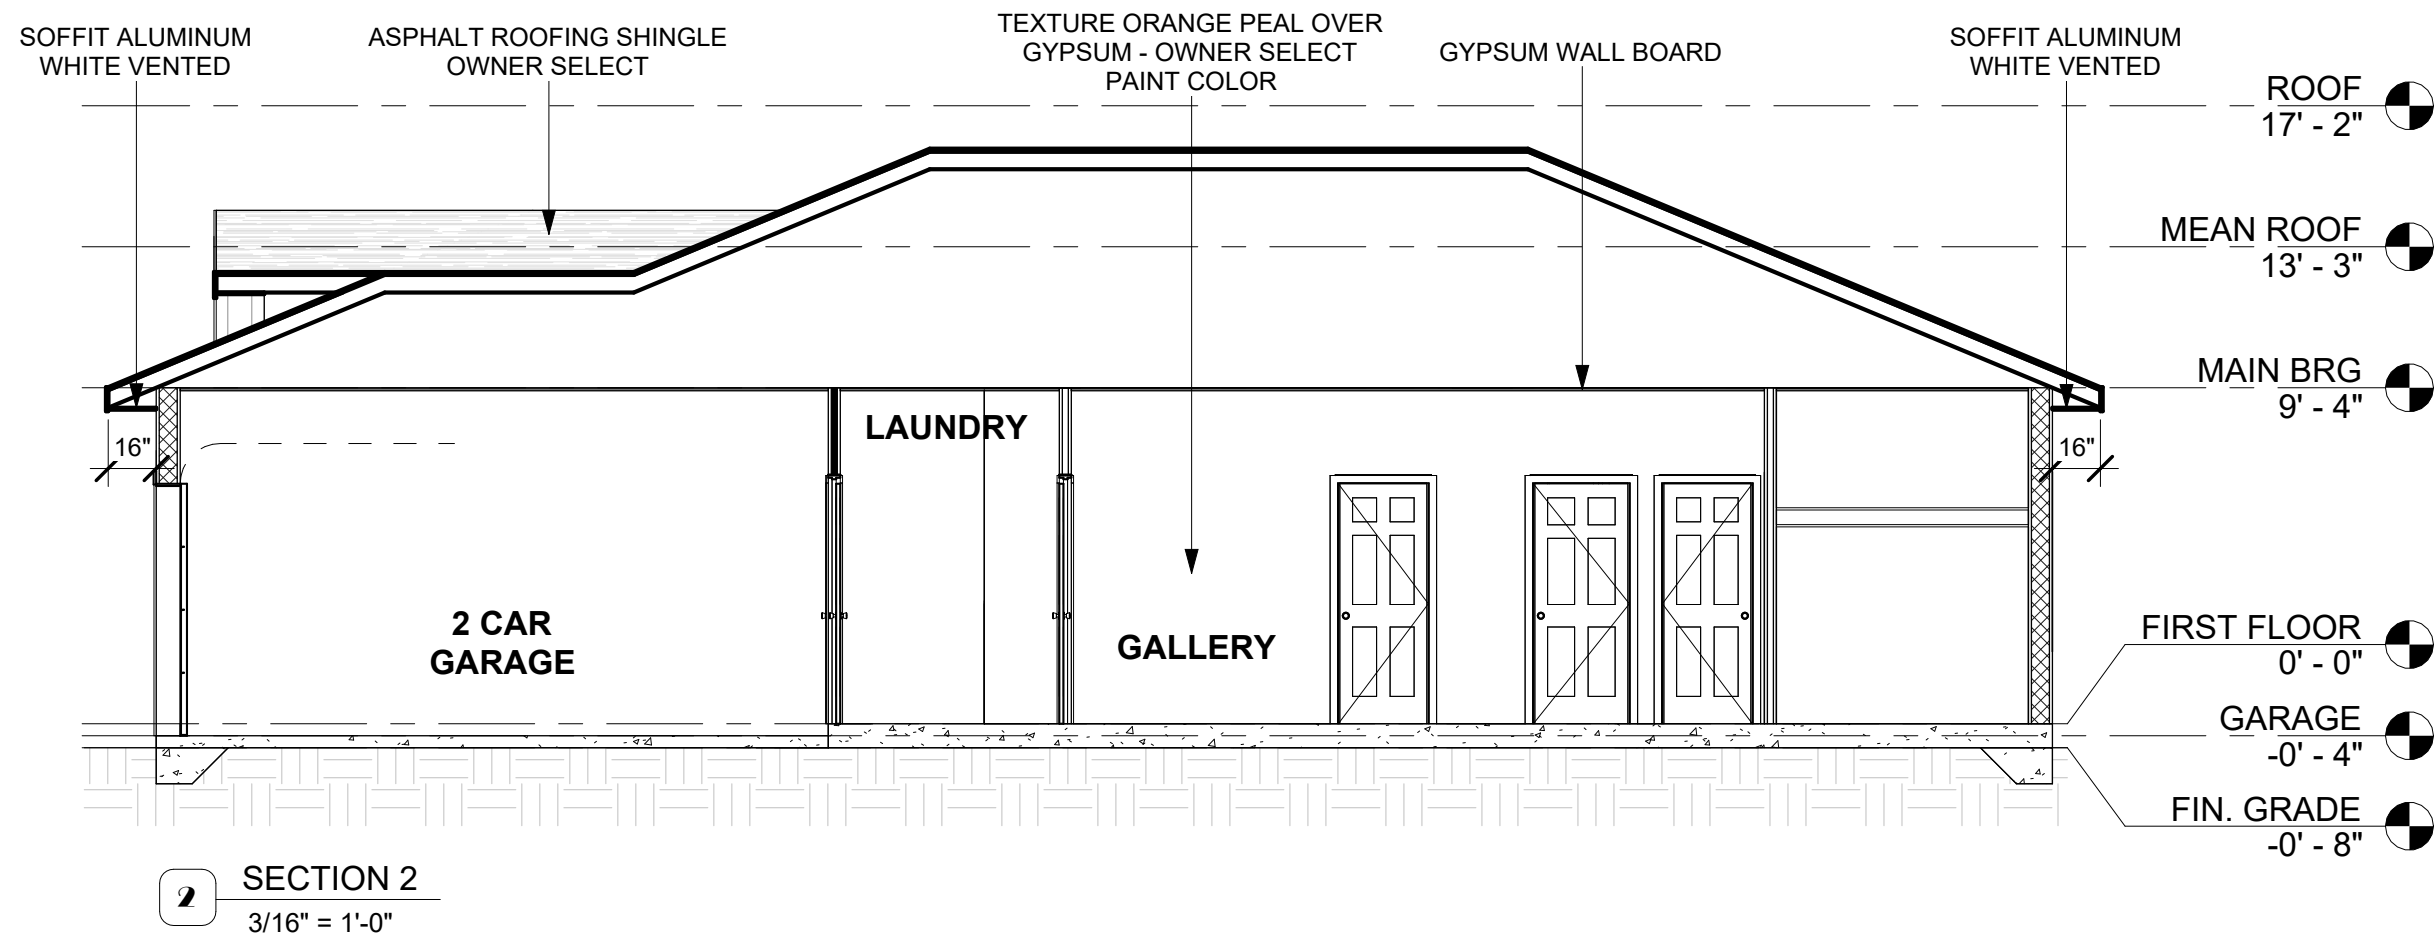 SOFFIT ALUMINUM
WHITE VENTED
ASPHALT ROOFING SHINGLE
OWNER SELECT
TEXTURE ORANGE PEAL OVER
GYPSUM - OWNER SELECT
PAINT COLOR
GYPSUM WALL BOARD
SOFFIT ALUMINUM
WHITE VENTED
ROOF
17' - 2"
MEAN ROOF
13' - 3"
MAIN BRG
9' - 4"
LAUNDRY
16"
16"
2 CAR
GARAGE
GALLERY
FIRST FLOOR
0' - 0"
GARAGE
-0' - 4"
FIN. GRADE
-0' - 8"
2
SECTION 2
3/16" = 1'-0"